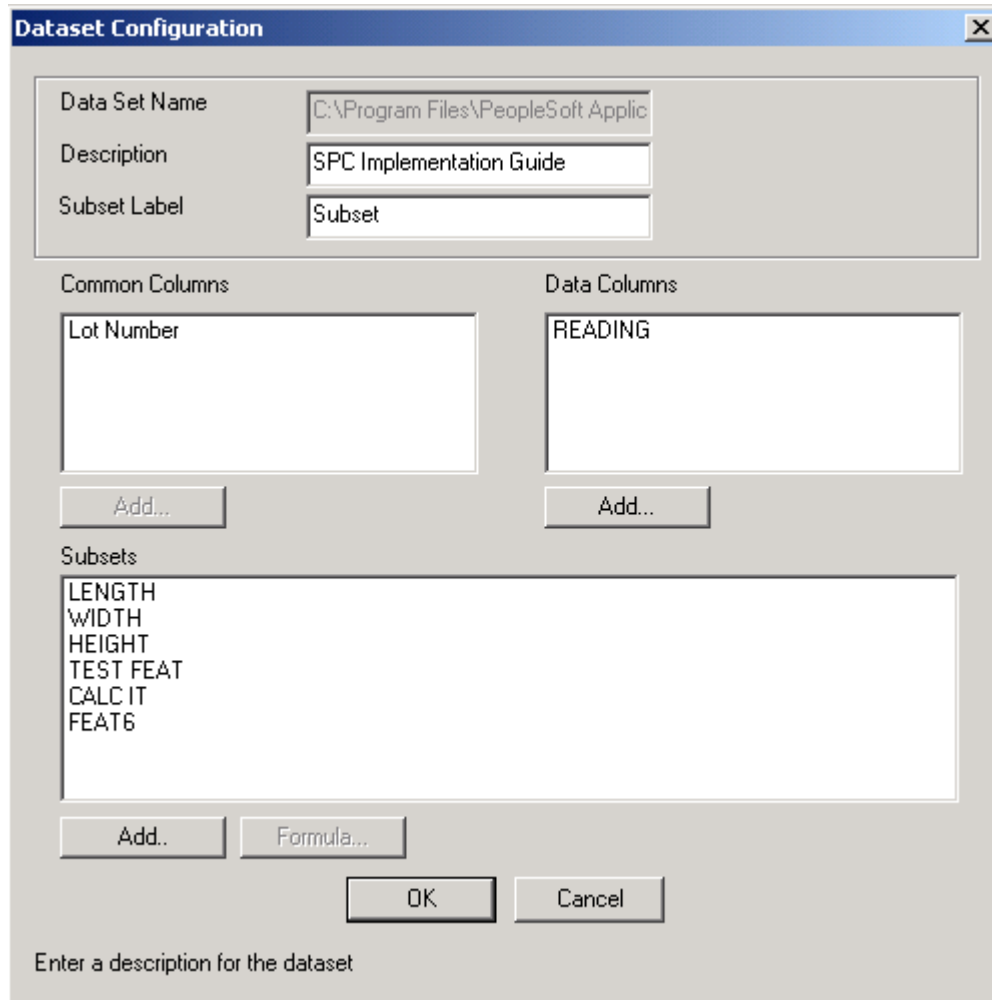 Dataset Configuration
Data Set Name
C:\Program Files\PeopleSoft Applic
Description
SPC Implementation Guide
Subset Label
Subset
Common Columns
Data Columns
Lot Number
READING
Add...
Add...
Subsets
LENGTH
WIDTH
HEIGHT
TEST FEAT
CALC IT
FEAT6
Add..
Formula...
OK
Cancel
Enter a description for the dataset